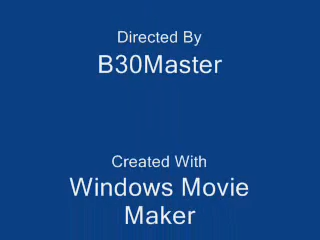 Directed By
B30Master
Created With
Windows Movie
Maker